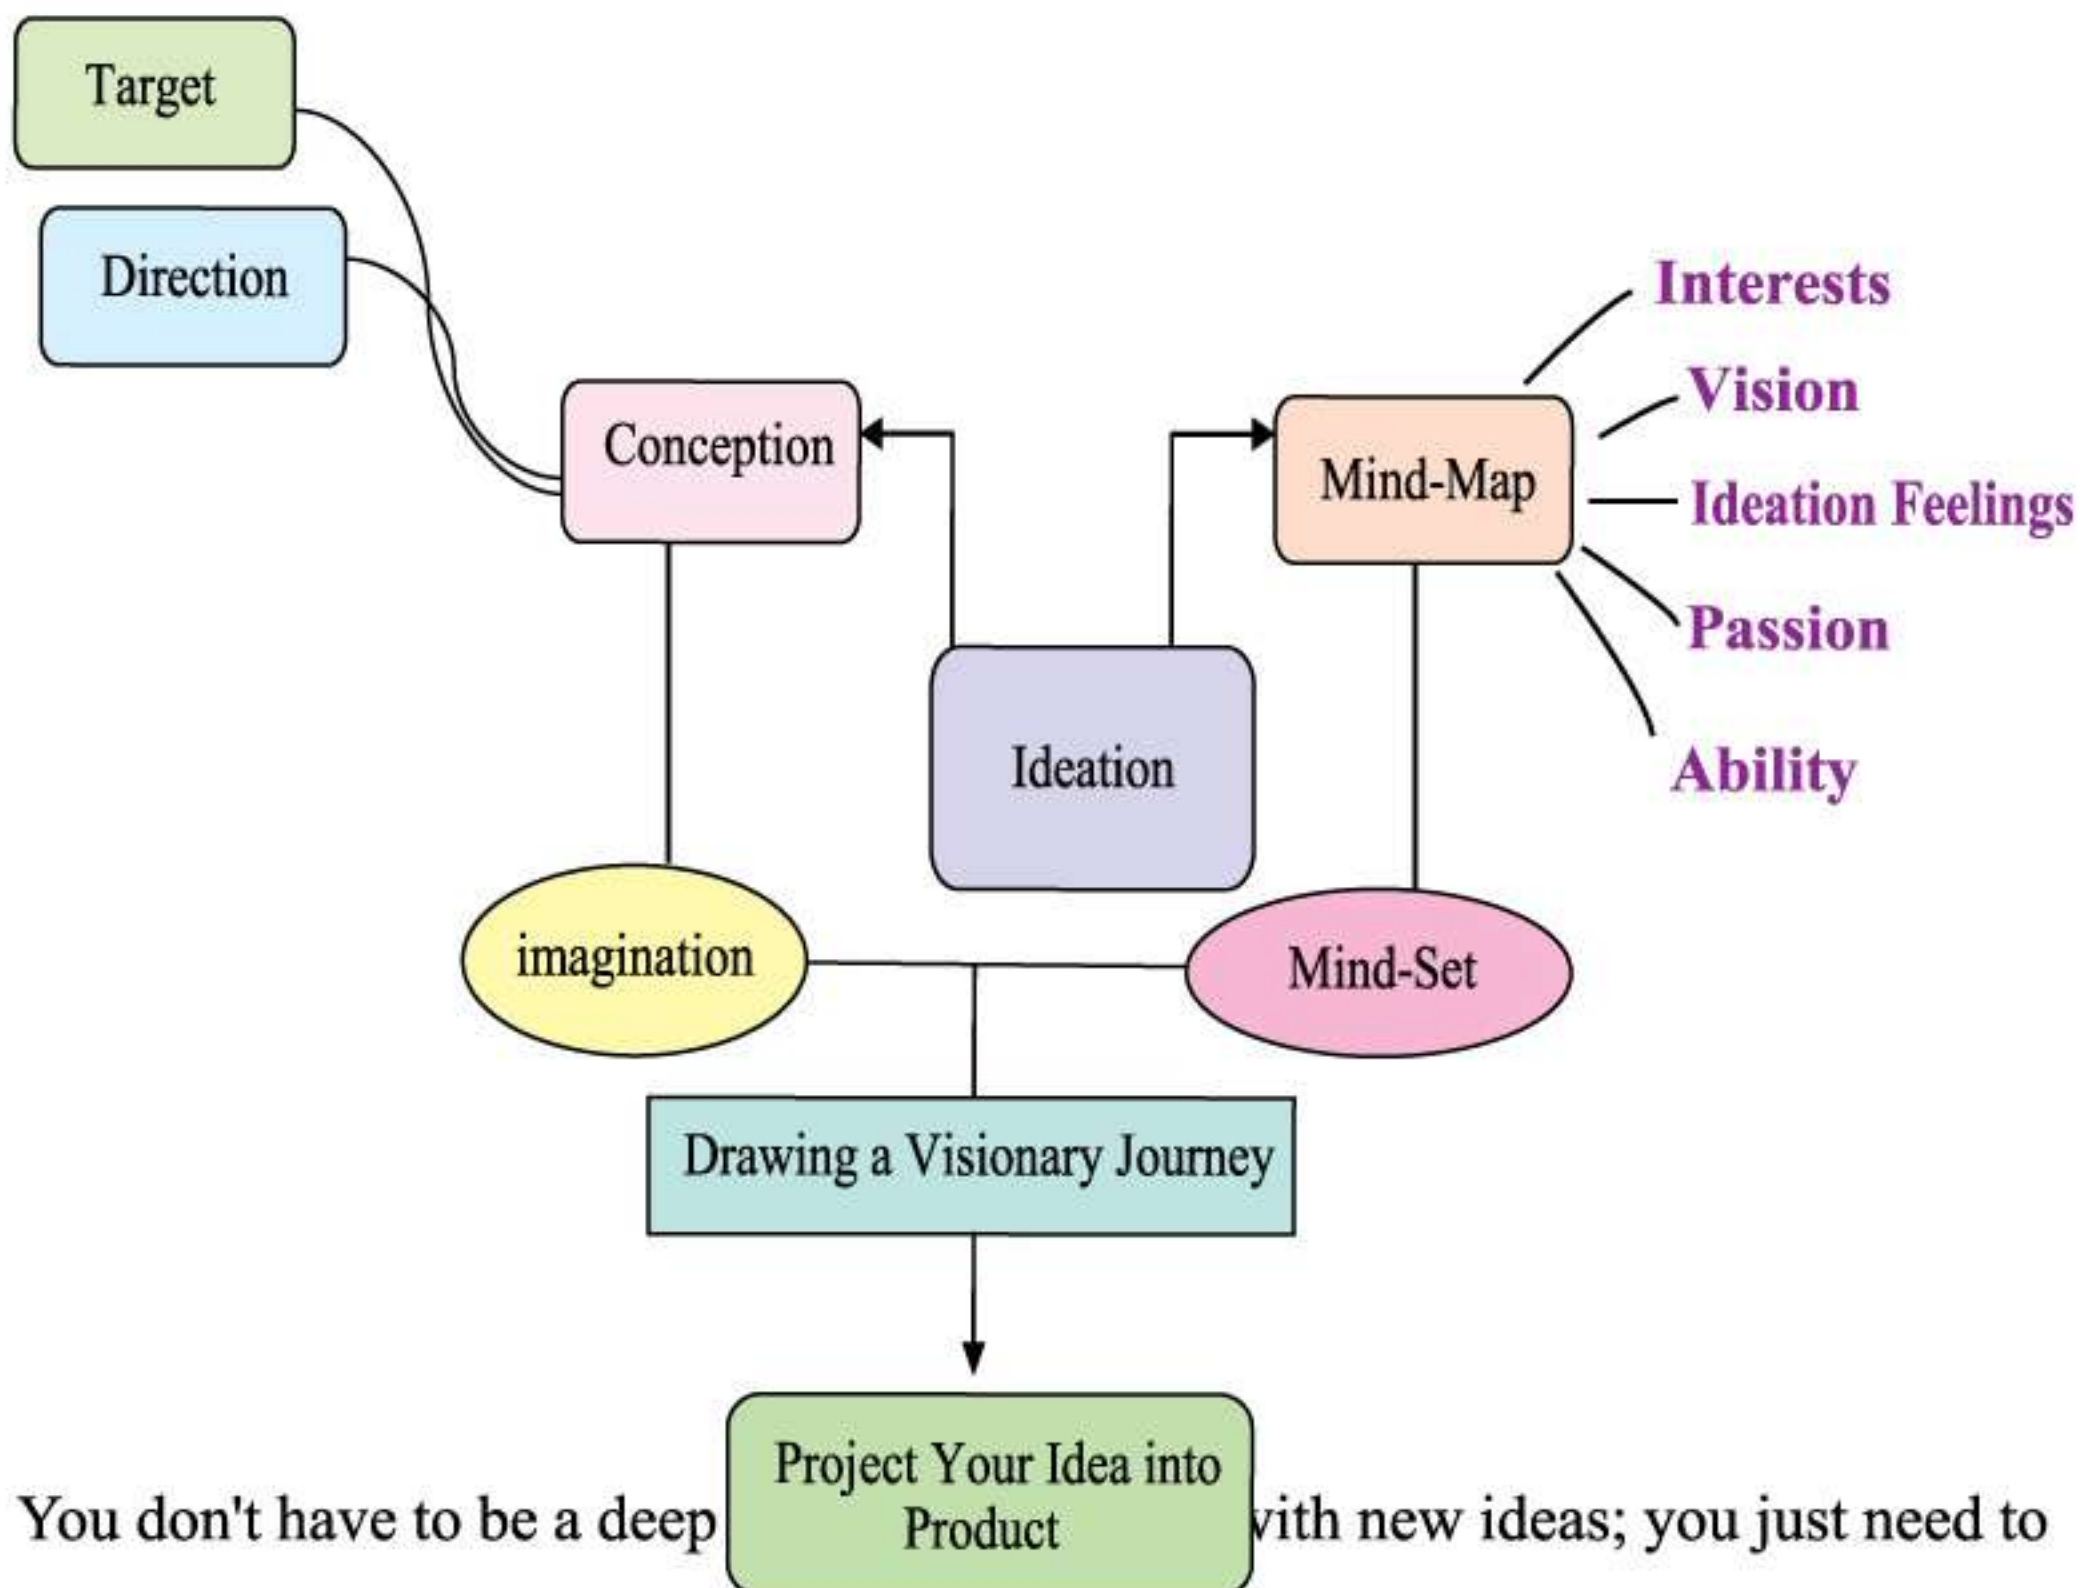 Target
Direction
Conception
Mind-Map
Interests
Vision
Ideation Feelings
Passion
Ability
Ideation
imagination
Mind-Set
Drawing a Visionary Journey
Project Your Idea into
Product
You don't have to be a deep with new ideas; you just need to